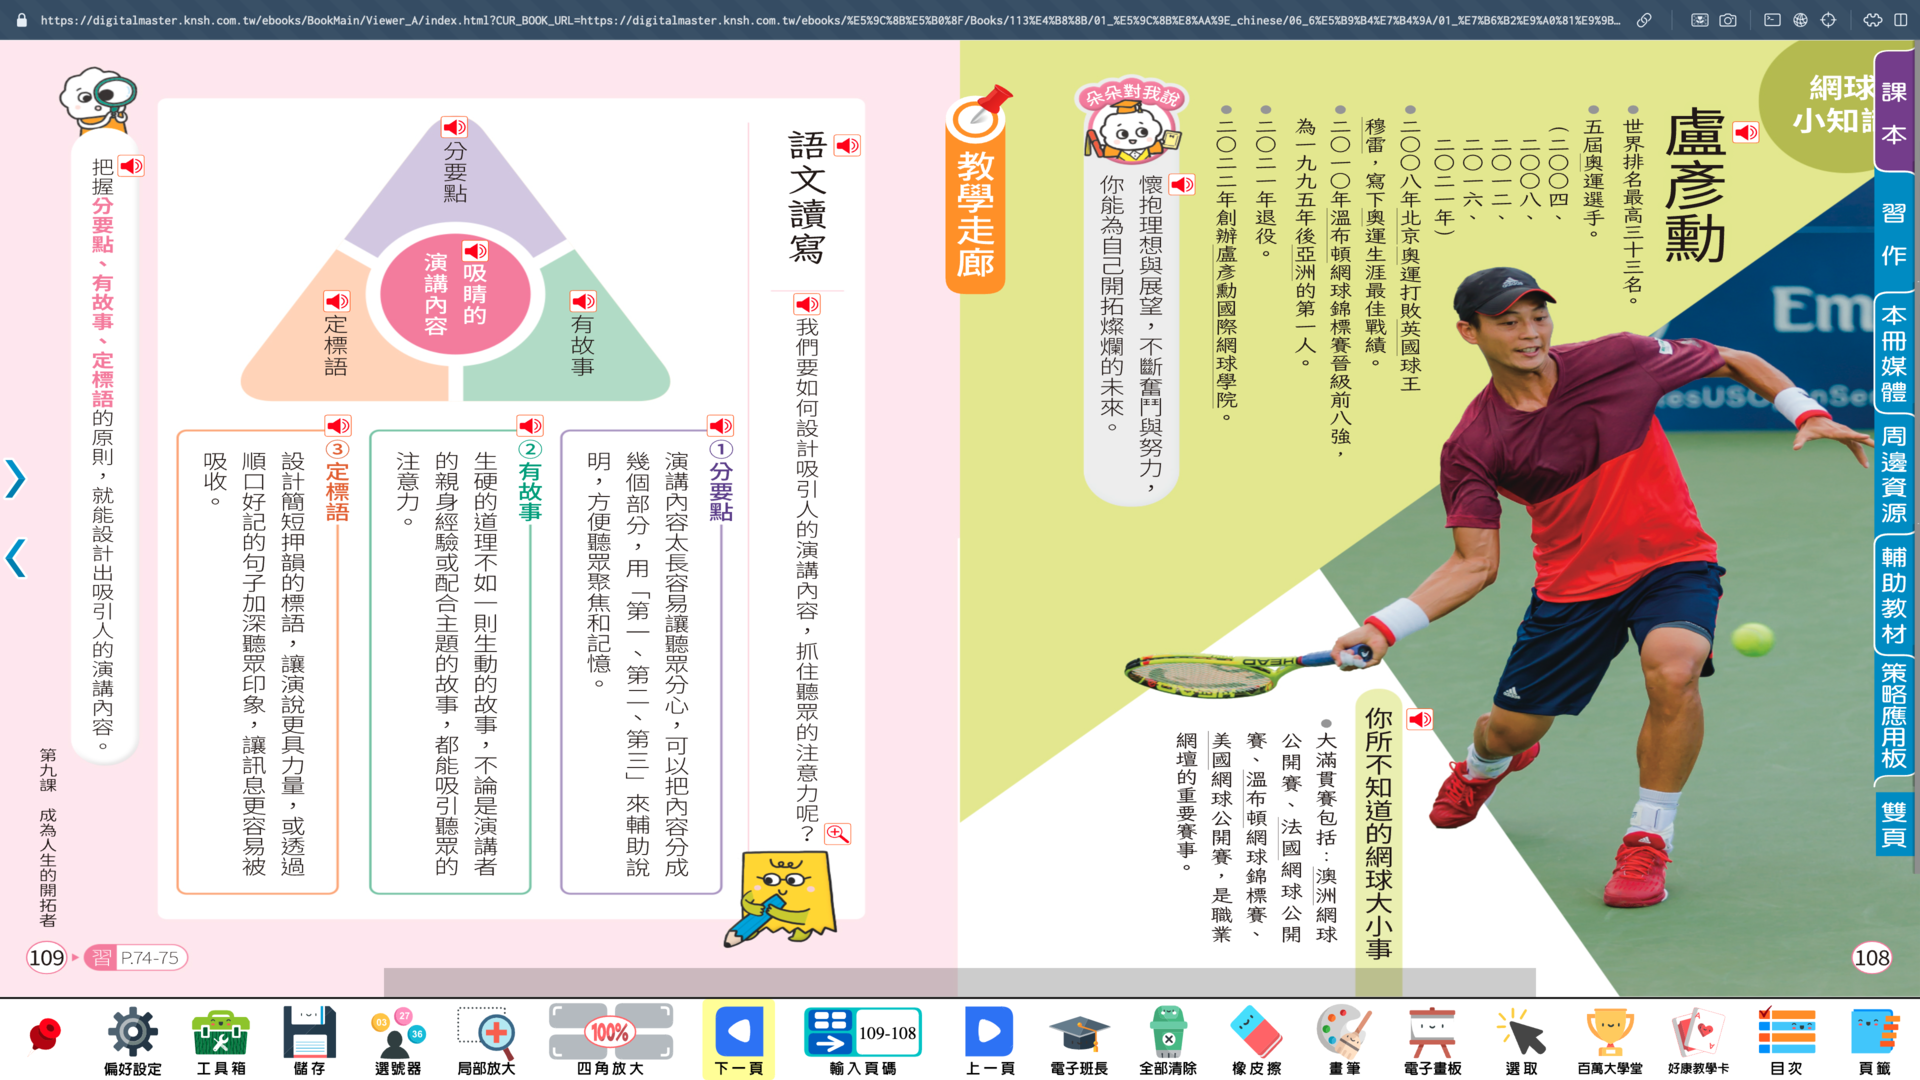 https://digitalmaster.knsh.com.tw/ebooks/BookMain/Viewer_A/index.html?CUR_BOOK_URL=https://digitalmaster.knsh.com.tw/ebooks/%E5%9C%8B%E5%B0%8F/Books/113%E4%B8%8B/01_%E5%9C%8B%E8%AA%9E_chinese/06_6%E5%B9%B4%E7%B4%9A/01_%E7%B6%B2%E9%A0%81%E9%9B…
網球
小知
盧彥勳
世界排名最高三十三名。
五屆奧運選手。
（二〇〇四、
二〇〇八、
二〇一二、
二〇一六、
二〇二一年）
二〇〇八年北京奧運打敗英國球王
穆雷，寫下奧運生涯最佳戰績。
二〇一〇年溫布頓網球錦標賽晉級前八強，
為一九九五年後亞洲的第一人。
二〇二一年退役。
二〇二二年創辦盧彥勳國際網球學院。
朵朵對我說
懷抱理想與展望，不斷奮鬥與努力，
你能為自己開拓燦爛的未來。
Em
esUSOpenSe
HEAD
你所不知道的網球大小事
大滿貫賽包括：澳洲網球
公開賽、法國網球公開
賽、溫布頓網球錦標賽、
美國網球公開賽，是職業
網壇的重要賽事。
108
教學走廊
語文讀寫
我們要如何設計吸引人的演講內容，抓住聽眾的注意力呢？
分要點
吸睛的
演講內容
有故事
定標語
①分要點
演講內容太長容易讓聽眾分心，可以把內容分成
幾個部分，用「第一、第二、第三」來輔助說
明，方便聽眾聚焦和記憶。
②有故事
生硬的道理不如一則生動的故事，不論是演講者
的親身經驗或配合主題的故事，都能吸引聽眾的
注意力。
③定標語
設計簡短押韻的標語，讓演說更具力量，或透過
順口好記的句子加深聽眾印象，讓訊息更容易被
吸收。
把握分要點、有故事、定標語的原則，就能設計出吸引人的演講內容。
第九課 成為人生的開拓者
109
習 P.74-75
課本
習作
本冊媒體
周邊資源
輔助教材
策略應用板
雙頁
偏好設定
工具箱
儲存
03 27 36
選號器
局部放大
100%
四角放大
下一頁
109-108
輸入頁碼
上一頁
電子班長
全部清除
橡皮擦
畫筆
電子畫板
選取
百萬大學堂
好康教學卡
目次
頁籤